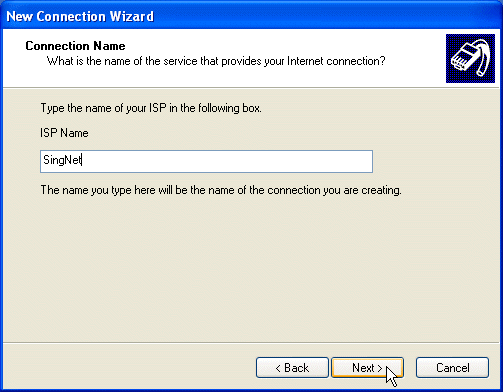 New Connection Wizard
Connection Name
What is the name of the service that provides your Internet connection?
Type the name of your ISP in the following box.
ISP Name
SingNet
The name you type here will be the name of the connection you are creating.
< Back
Next >
Cancel